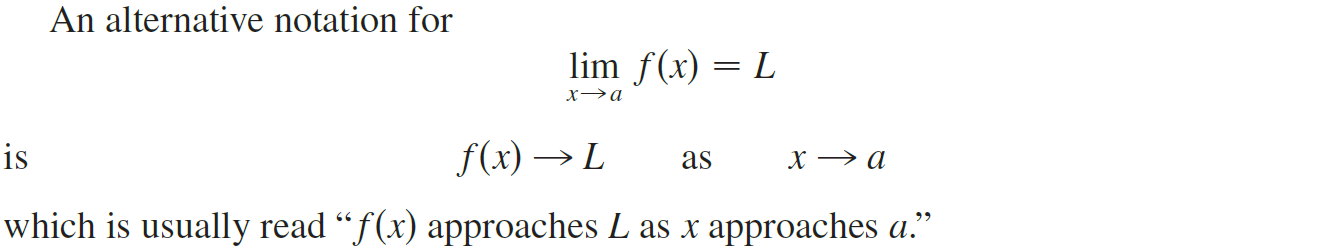 An alternative notation for
lim f(x) = L
x→a
is f(x) → L as x → a
which is usually read “f(x) approaches L as x approaches a.”